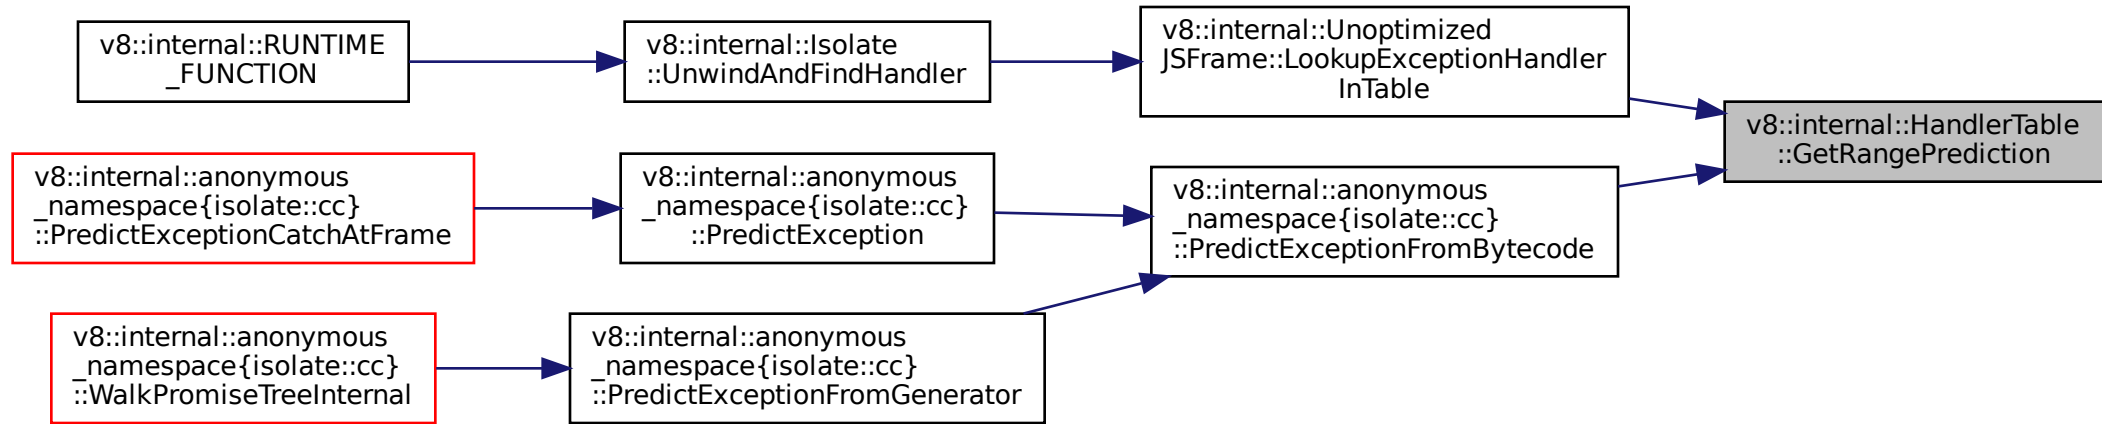 v8::internal::RUNTIME
_FUNCTION
v8::internal::Isolate
::UnwindAndFindHandler
v8::internal::Unoptimized
JSFrame::LookupExceptionHandler
InTable
v8::internal::HandlerTable
::GetRangePrediction
v8::internal::anonymous
_namespace{isolate::cc}
::PredictExceptionCatchAtFrame
v8::internal::anonymous
_namespace{isolate::cc}
::PredictException
v8::internal::anonymous
_namespace{isolate::cc}
::PredictExceptionFromBytecode
v8::internal::anonymous
_namespace{isolate::cc}
::WalkPromiseTreeInternal
v8::internal::anonymous
_namespace{isolate::cc}
::PredictExceptionFromGenerator